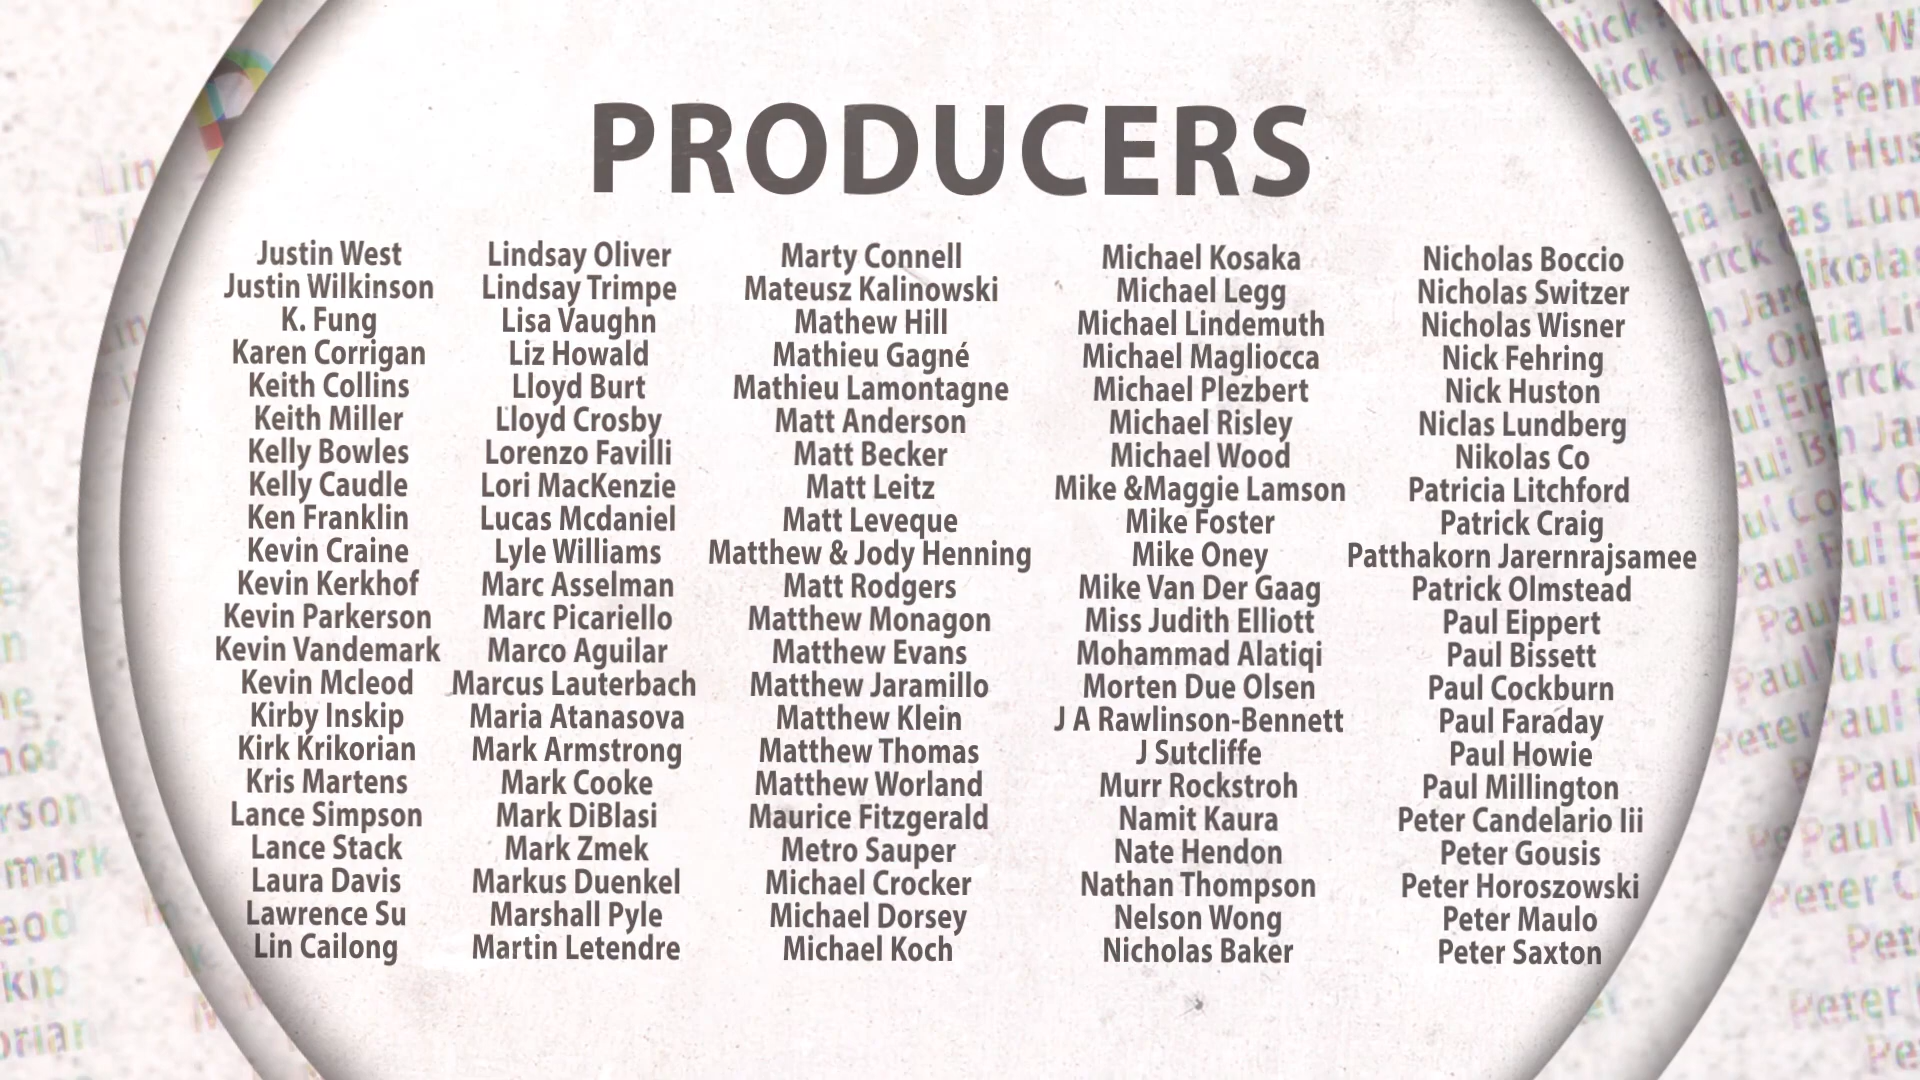 PRODUCERS
Justin West
Justin Wilkinson
K. Fung
Karen Corrigan
Keith Collins
Keith Miller
Kelly Bowles
Kelly Caudle
Ken Franklin
Kevin Craine
Kevin Kerkhof
Kevin Parkerson
Kevin Vandemark
Kevin Mcleod
Kirby Inskip
Kirk Krikorian
Kris Martens
Lance Simpson
Lance Stack
Laura Davis
Lawrence Su
Lin Cailong
Lindsay Oliver
Lindsay Trimpe
Lisa Vaughn
Liz Howald
Lloyd Burt
Lloyd Crosby
Lorenzo Favilli
Lori MacKenzie
Lucas Mcdaniel
Lyle Williams
Marc Asselman
Marc Picariello
Marco Aguilar
Marcus Lauterbach
Maria Atanasova
Mark Armstrong
Mark Cooke
Mark DiBlasi
Mark Zmek
Markus Duenkel
Marshall Pyle
Martin Letendre
Marty Connell
Mateusz Kalinowski
Mathew Hill
Mathieu Gagné
Mathieu Lamontagne
Matt Anderson
Matt Becker
Matt Leitz
Matt Leveque
Matthew & Jody Henning
Matt Rodgers
Matthew Monagon
Matthew Evans
Matthew Jaramillo
Matthew Klein
Matthew Thomas
Matthew Worland
Maurice Fitzgerald
Metro Sauper
Michael Crocker
Michael Dorsey
Michael Koch
Michael Kosaka
Michael Legg
Michael Lindemuth
Michael Magliocca
Michael Plezbert
Michael Risley
Michael Wood
Mike &Maggie Lamson
Mike Foster
Mike Oney
Mike Van Der Gaag
Miss Judith Elliott
Mohammad Alatiqi
Morten Due Olsen
J A Rawlinson-Bennett
J Sutcliffe
Murr Rockstroh
Namit Kaura
Nate Hendon
Nathan Thompson
Nelson Wong
Nicholas Baker
Nicholas Boccio
Nicholas Switzer
Nicholas Wisner
Nick Fehring
Nick Huston
Niclas Lundberg
Nikolas Co
Patricia Litchford
Patrick Craig
Patthakorn Jarernrajsamee
Patrick Olmstead
Paul Eippert
Paul Bissett
Paul Cockburn
Paul Faraday
Paul Howie
Paul Millington
Peter Candelario Iii
Peter Gousis
Peter Horoszowski
Peter Maulo
Peter Saxton